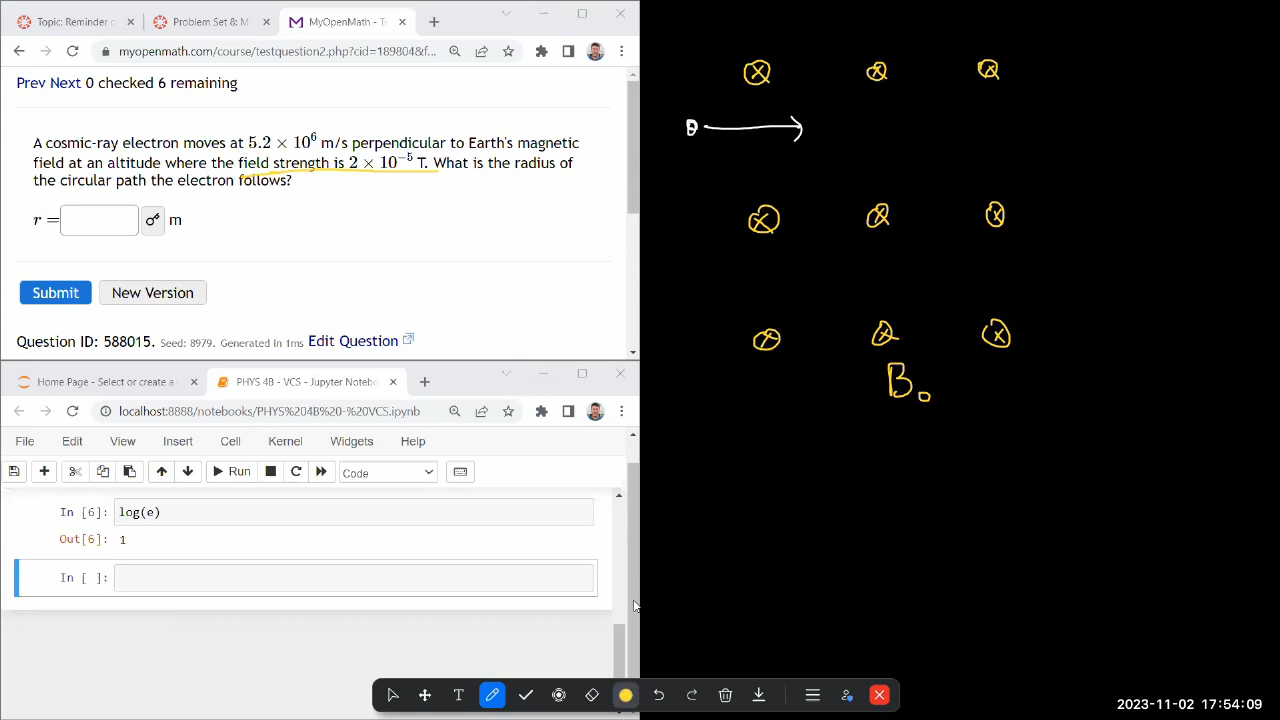 Topic: Reminder
Problem Set 8: M
MyOpenMath - Te
myopenmath.com/course/testquestion2.php?cid=189804&f...
Prev Next 0 checked 6 remaining
A comsic ray electron moves at 5.2 × 10⁶ m/s perpendicular to Earth's magnetic
field at an altitude where the field strength is 2 × 10⁻⁵ T. What is the radius of
the circular path the electron follows?
r = m
Submit New Version
Question ID: 588015. Seed: 8979. Generated in Edit Question
Home Page - Select or create a
PHYS 4B - VCS - Jupyter Notebo
localhost:8888/notebooks/PHYS%204B%20-%20VCS.ipynb
File Edit View Insert Cell Kernel Widgets Help
Run Code
In [6]: log(e)
Out[6]: 1
In [ ]:
B₀
T
2023-11-02 17:54:09